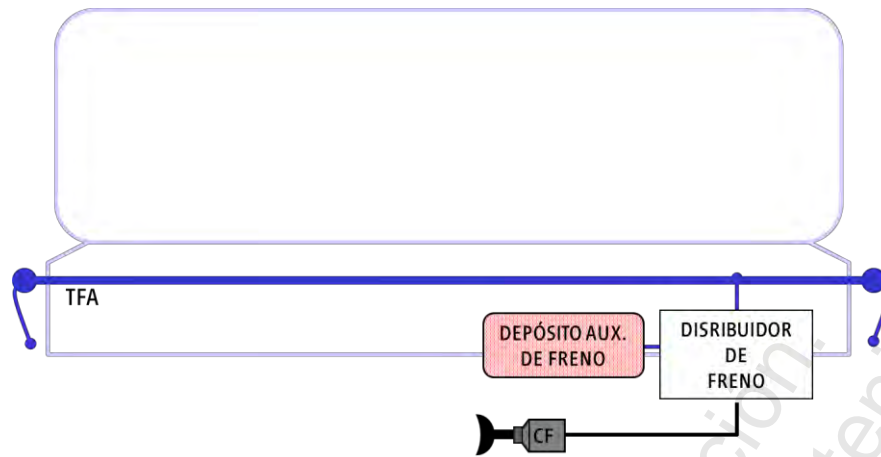 TFA
DEPÓSITO AUX.
DE FRENO
DISRIBUIDOR
DE
FRENO
CF